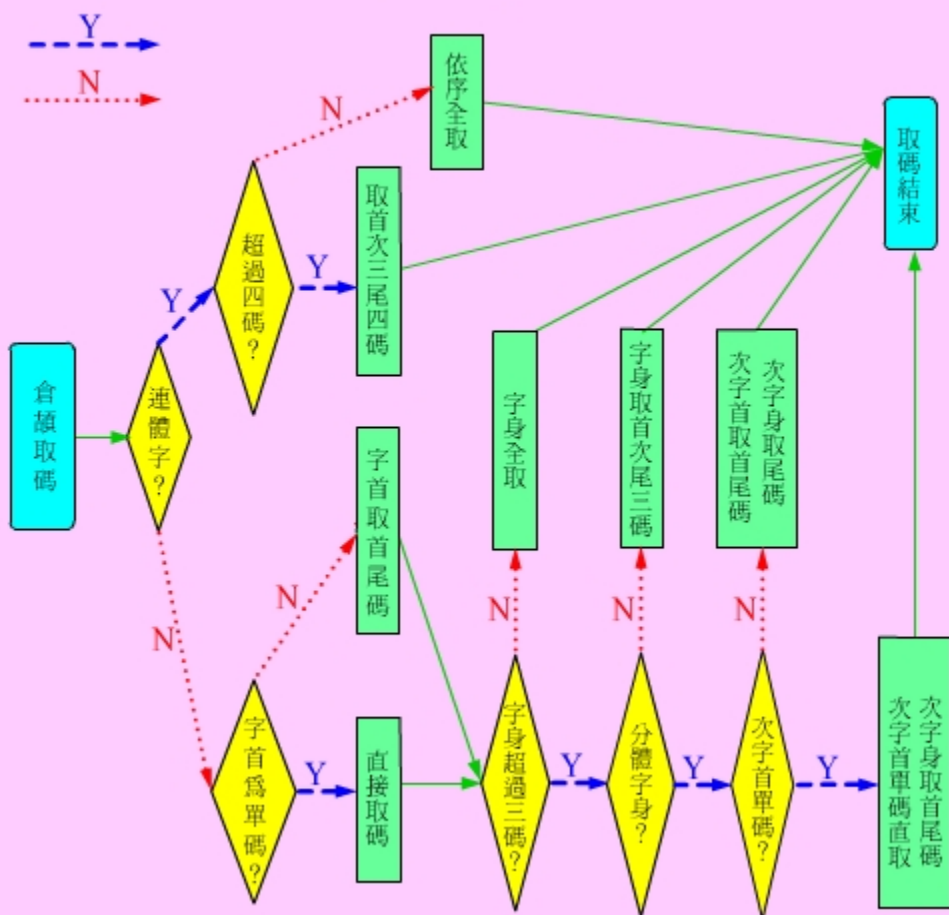 Y
N
倉頡取碼
連體字？
Y
N
超過四碼？
N
Y
依序全取
取首次三尾四碼
取碼結束
字首為單碼？
N
Y
字首取首尾碼
直接取碼
字身超過三碼？
N
Y
字身全取
分體字身？
N
Y
字身取首次尾三碼
次字首單碼？
N
Y
次字首取首尾碼
次字身取尾碼
次字首單碼直取
次字身取首尾碼